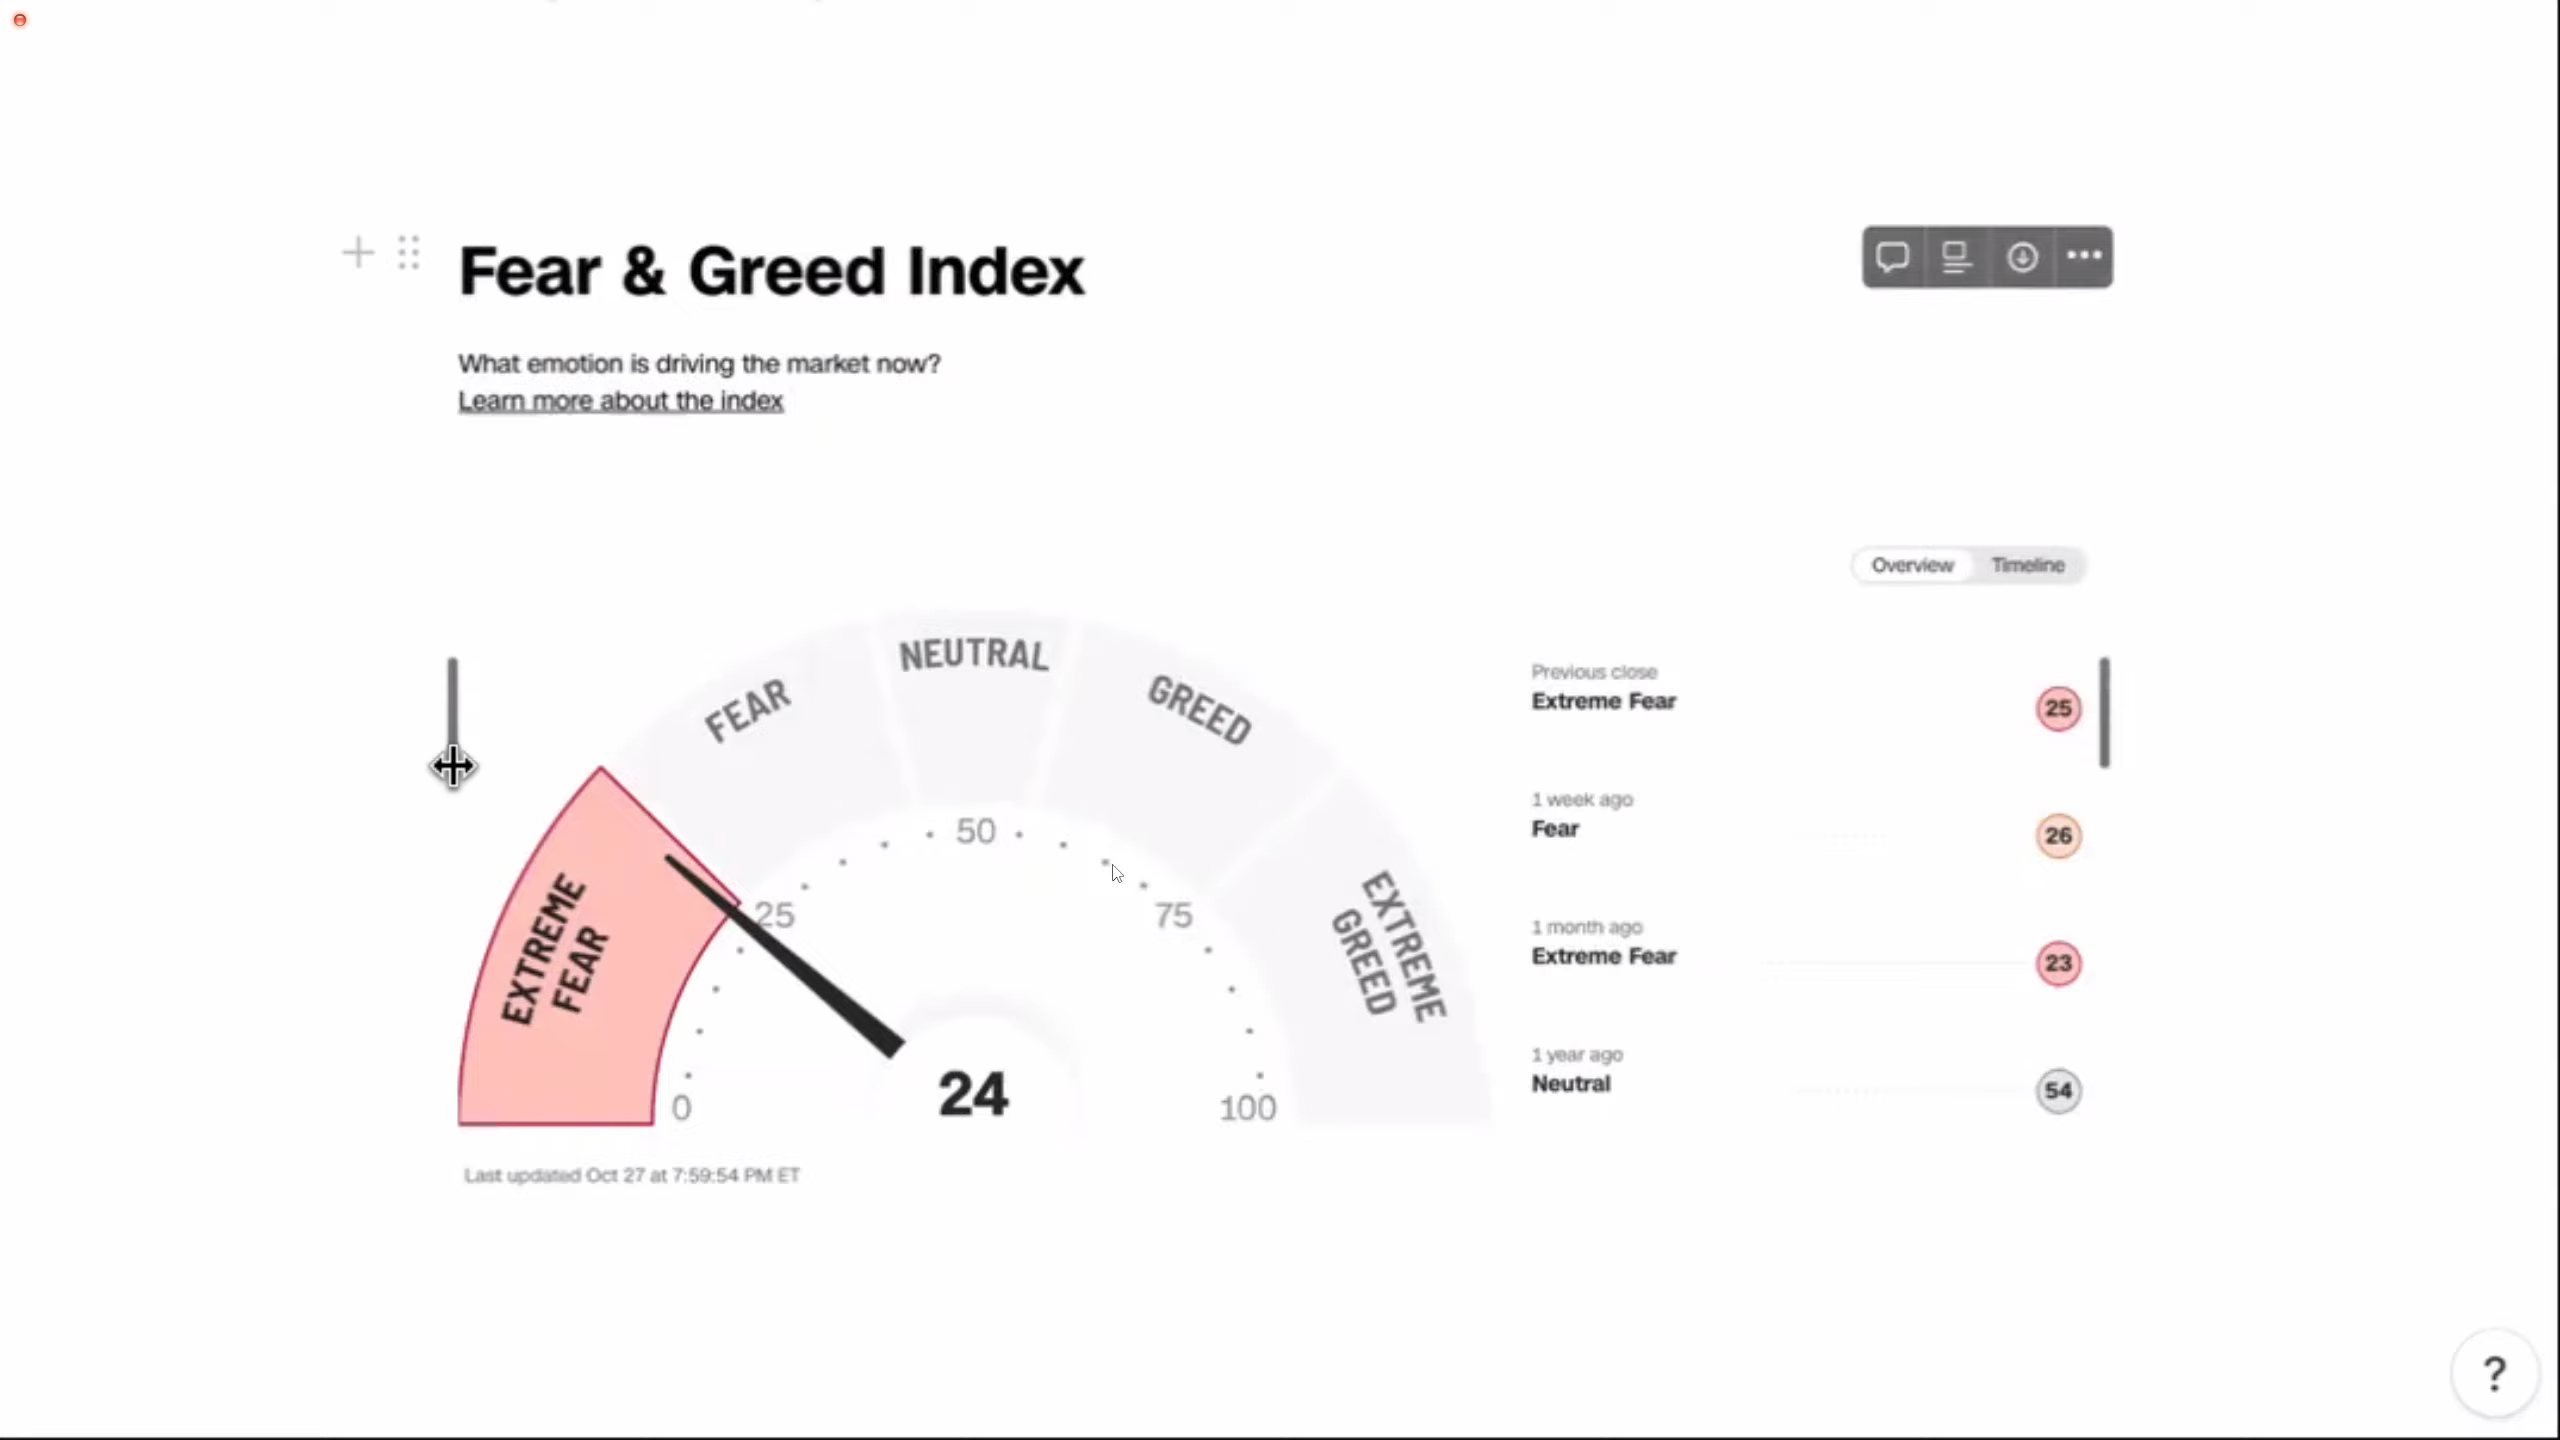 Fear & Greed Index
What emotion is driving the market now?
Learn more about the index
Overview Timeline
EXTREME
FEAR
FEAR
NEUTRAL
GREED
EXTREME
GREED
0
25
50
75
100
24
Previous close
Extreme Fear
25
1 week ago
Fear
26
1 month ago
Extreme Fear
23
1 year ago
Neutral
54
Last updated Oct 27 at 7:59:54 PM ET
?